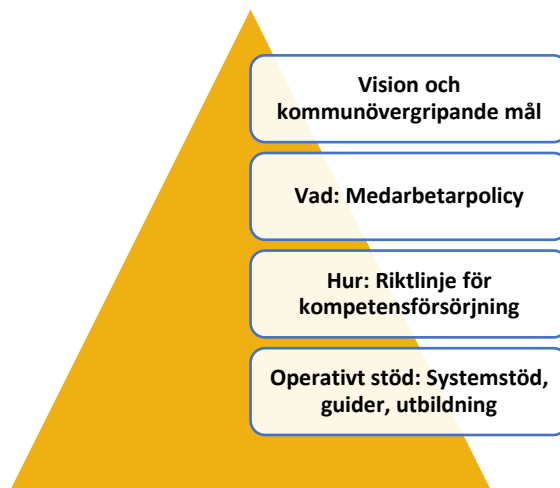 Vision och
kommunövergripande mål
Vad: Medarbetarpolicy
Hur: Riktlinje för
kompetensförsörjning
Operativt stöd: Systemstöd,
guider, utbildning